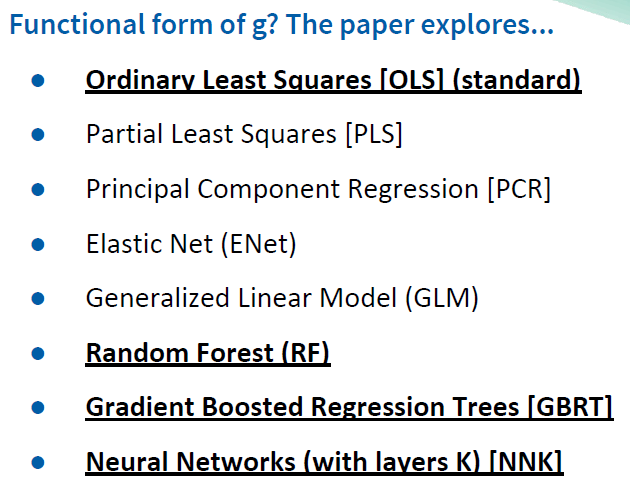 Functional form of g? The paper explores...
● Ordinary Least Squares [OLS] (standard)
● Partial Least Squares [PLS]
● Principal Component Regression [PCR]
● Elastic Net (ENet)
● Generalized Linear Model (GLM)
● Random Forest (RF)
● Gradient Boosted Regression Trees [GBRT]
● Neural Networks (with layers K) [NNK]